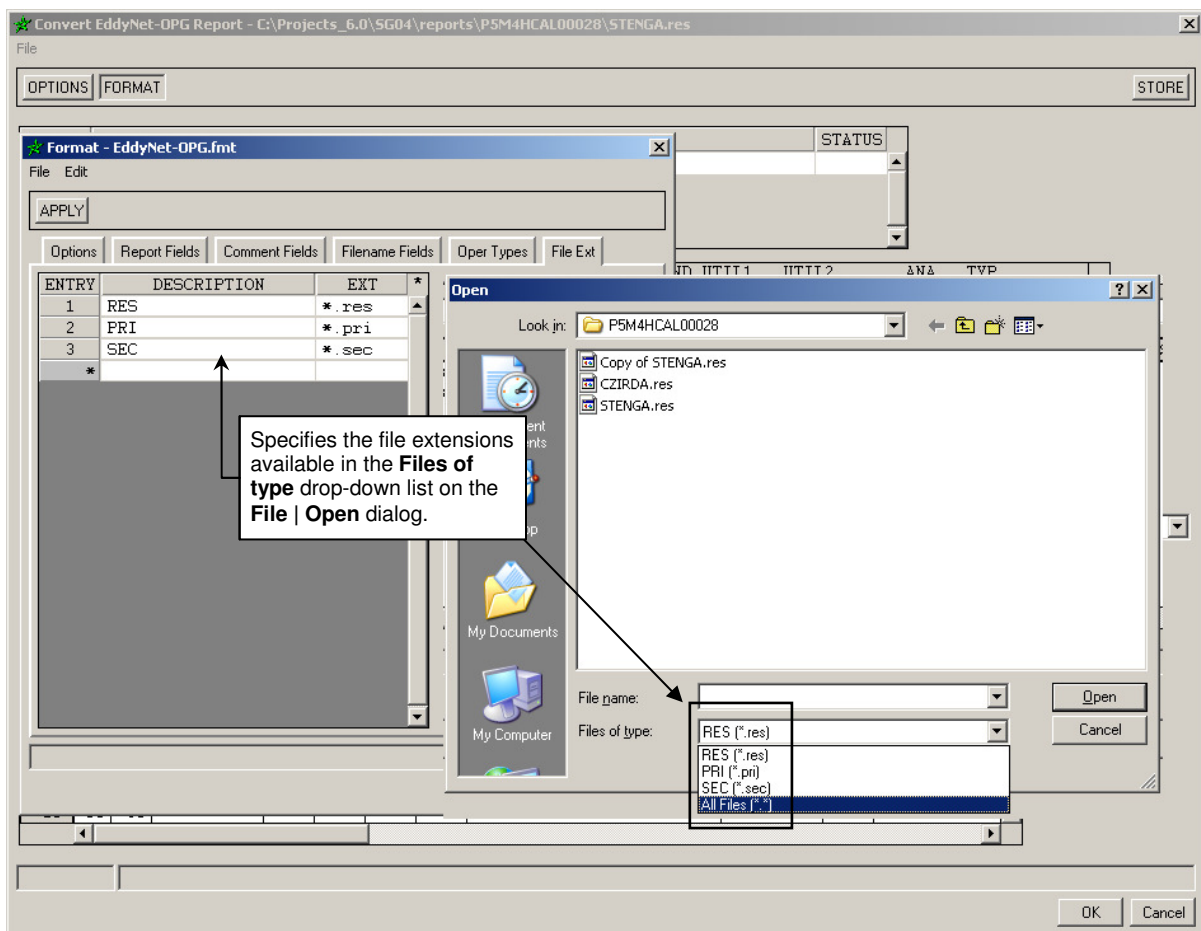 Convert EddyNet-OPG Report - C:\Projects_6.0\SG04\reports\P5M4HCAL00028\STENGA.res
File
OPTIONS FORMAT STORE
STATUS
Format - EddyNet-OPG.fmt
File Edit
APPLY
Options Report Fields Comment Fields Filename Fields Oper Types File Ext
UTIL1 UTIL2 ANA TYP
ENTRY DESCRIPTION EXT *
1 RES *.res
2 PRI *.pri
3 SEC *.sec
*
Open
Look in: P5M4HCAL00028
Copy of STENGA.res
CZIRDA.res
STENGA.res
Specifies the file extensions
available in the Files of
type drop-down list on the
File | Open dialog.
My Documents
My Computer
File name: Open
Files of type: RES (*.res) Cancel
RES (*.res)
PRI (*.pri)
SEC (*.sec)
All Files (*.*)
OK Cancel